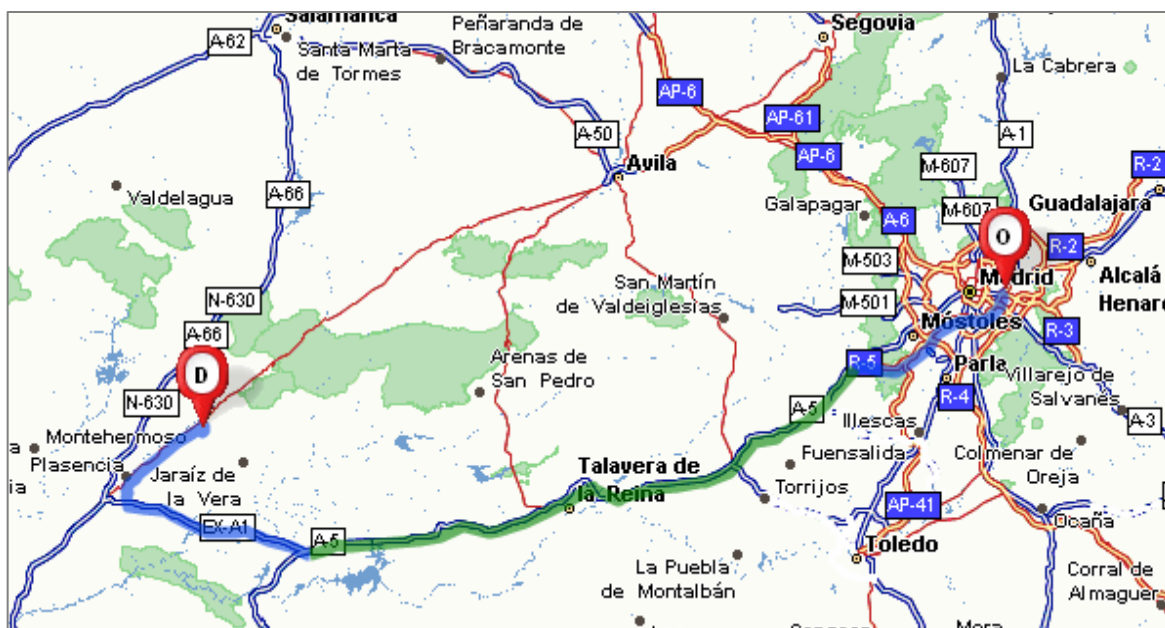 Salamanca
Peñaranda de
Bracamonte
Segovia
A-62
Santa Marta
de Tormes
La Cabrera
AP-6
AP-61
A-50
A-1
AP-6
M-607
R-2
Avila
Valdelagua
A-66
Galapagar
M-607
Guadalajara
A-6
O
R-2
M-503
Madrid
Alcalá
San Martín
de Valdeiglesias
N-630
M-501
Henar
A-66
Móstoles
R-3
Arenas de
San Pedro
R-5
Parla
Villarejo de
Salvanés
D
N-630
A-5
R-4
A-3
Montehermoso
Illescas
Plasencia
Jaraíz de
la Vera
Talavera de
la Reina
Fuensalida
Colmenar de
Oreja
ia
Torrijos
EX-A1
AP-41
Ocaña
A-5
Toledo
La Puebla
de Montalbán
Corral de
Almaguer
Mora